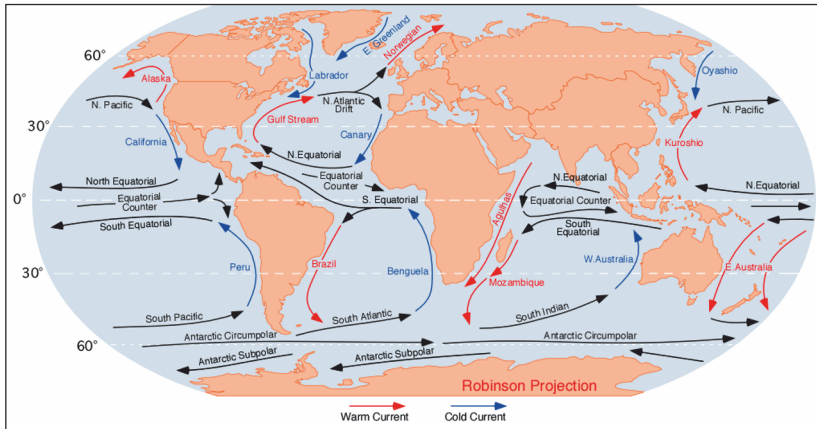 60°
E. Greenland
Norwegian
Alaska
Labrador
Oyashio
N. Pacific
N. Atlantic
Drift
N. Pacific
Gulf Stream
30°
30°
California
Canary
Kuroshio
N.Equatorial
North Equatorial
Equatorial
Counter
N.Equatorial
N.Equatorial
0°
0°
Equatorial
Counter
S. Equatorial
Agulhas
Equatorial Counter
South Equatorial
South
Equatorial
Peru
Brazil
Benguela
W.Australia
E.Australia
30°
30°
Mozambique
South Pacific
South Atlantic
South Indian
Antarctic Circumpolar
Antarctic Circumpolar
60°
Antarctic Subpolar
Antarctic Subpolar
Robinson Projection
Warm Current
Cold Current